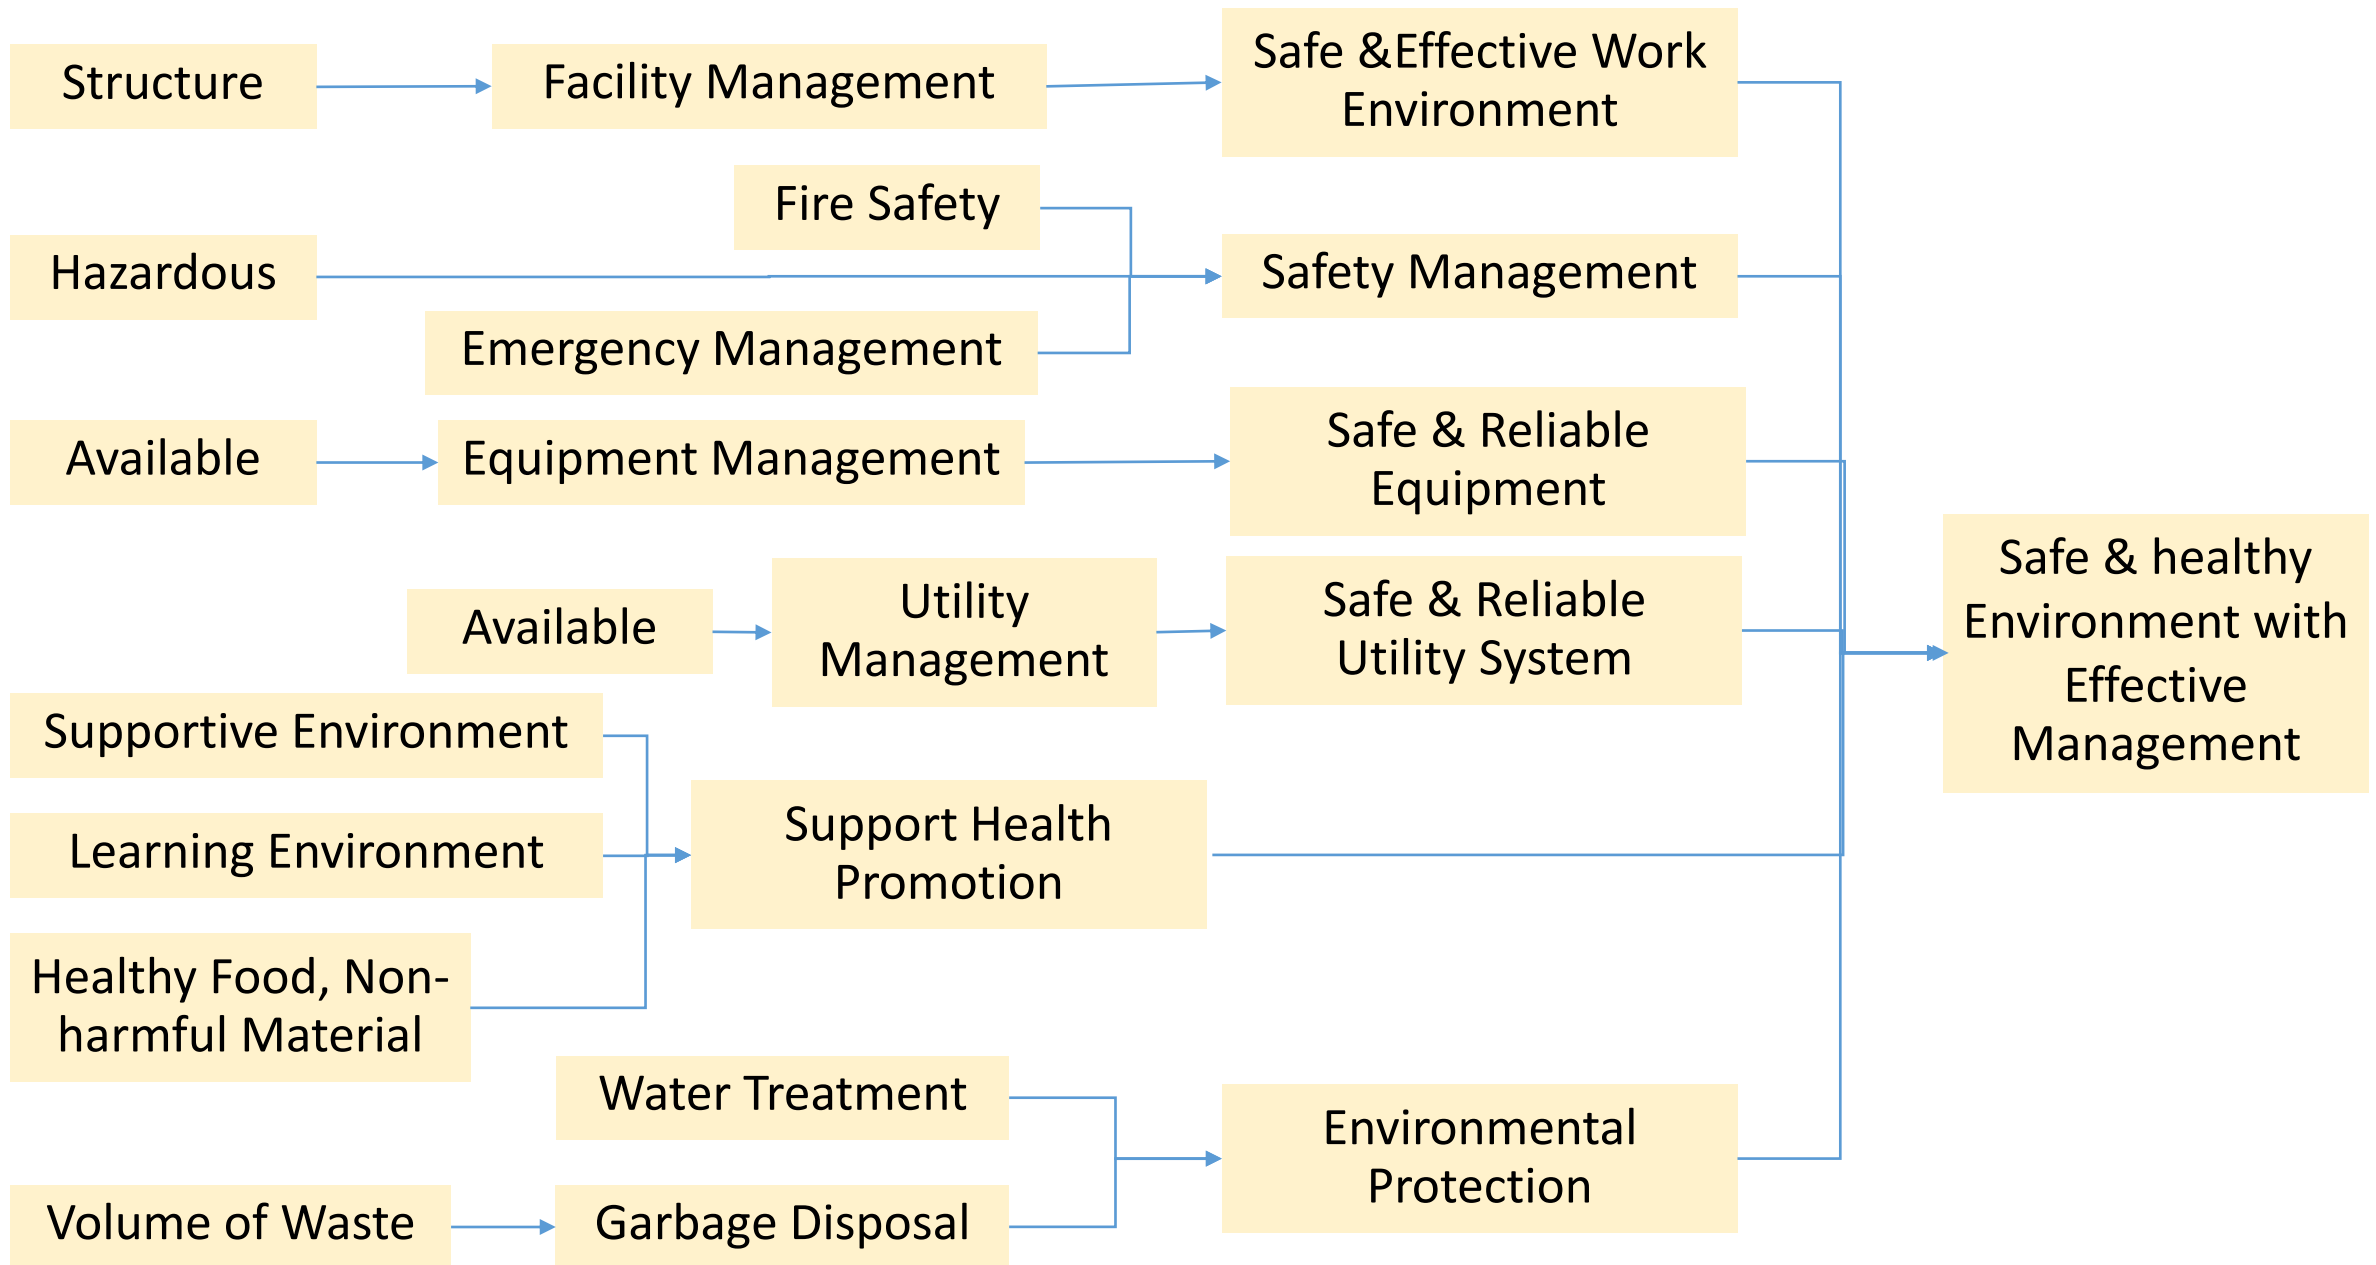 Structure
Facility Management
Safe &Effective Work
Environment
Fire Safety
Hazardous
Safety Management
Emergency Management
Available
Equipment Management
Safe & Reliable
Equipment
Available
Utility
Management
Safe & Reliable
Utility System
Safe & healthy
Environment with
Effective
Management
Supportive Environment
Learning Environment
Support Health
Promotion
Healthy Food, Non-
harmful Material
Water Treatment
Environmental
Protection
Volume of Waste
Garbage Disposal